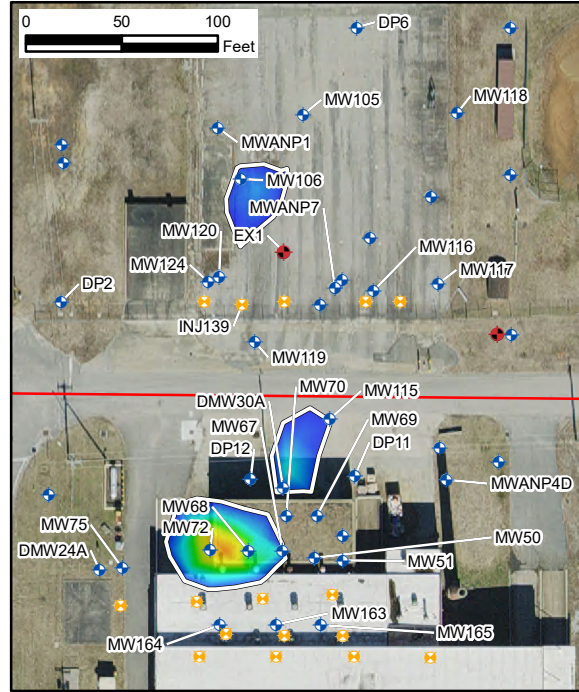 0 50 100
Feet
DP6
MW105
MW118
MWANP1
MW106
MWANP7
MW120
EX1
MW116
MW124
MW117
DP2
INJ139
MW119
MW70
DMW30A
MW115
MW67
MW69
DP12
DP11
MWANP4D
MW68
MW72
MW75
MW50
DMW24A
MW51
MW163
MW164
MW165